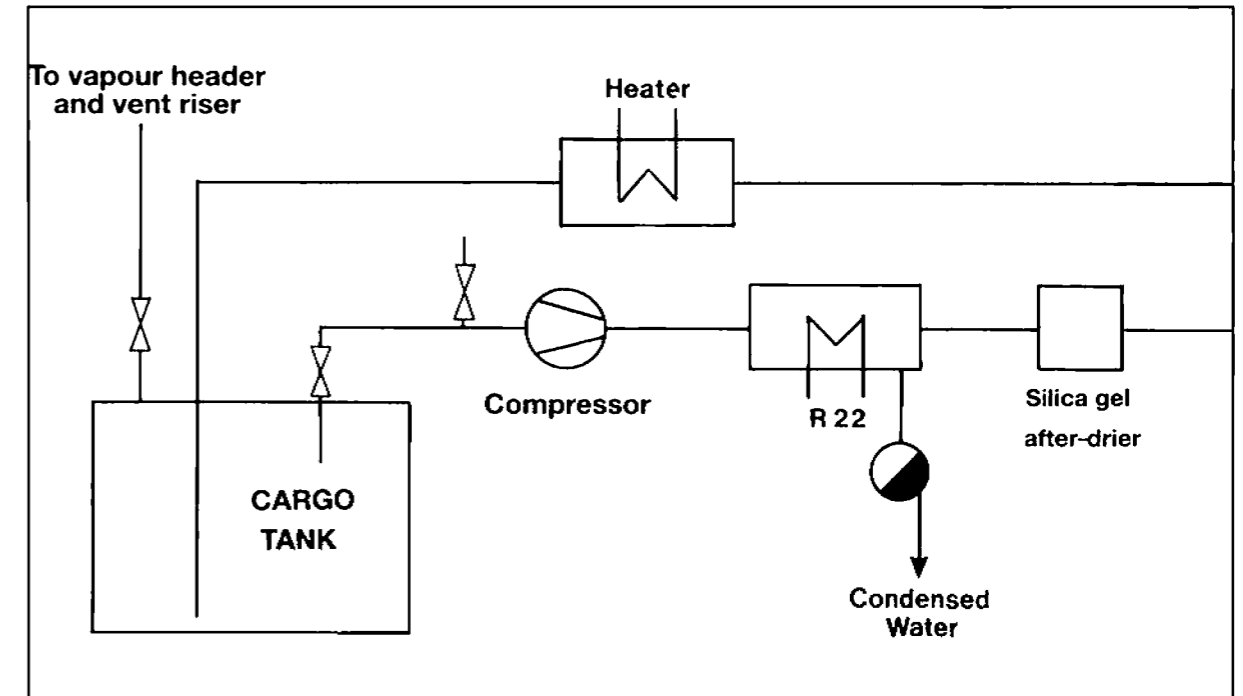 To vapour header
and vent riser
Heater
Compressor
R 22
Silica gel
after-drier
CARGO
TANK
Condensed
Water